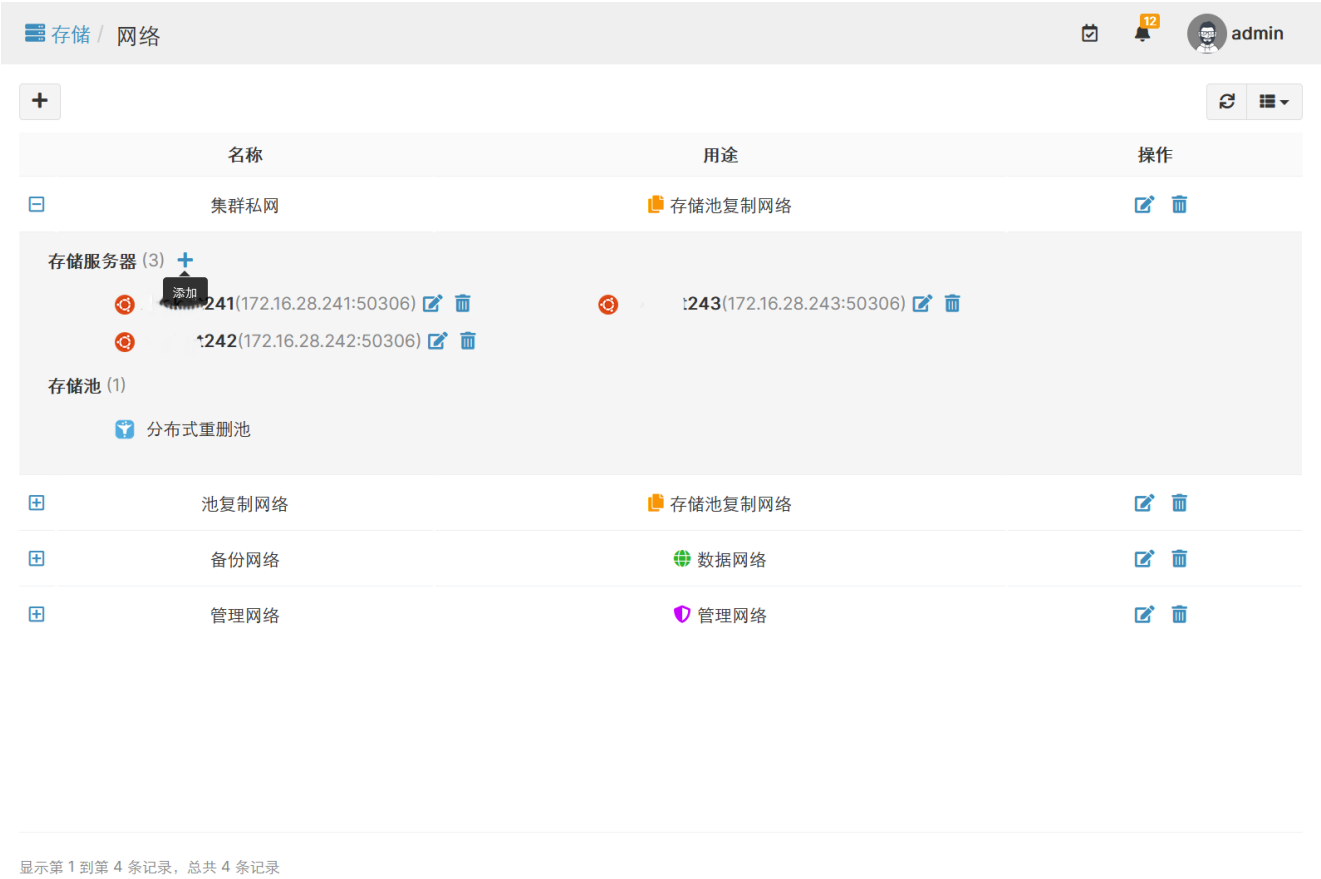 存储 / 网络
12
admin
名称 用途 操作
集群私网 存储池复制网络
存储服务器 (3)
添加
241(172.16.28.241:50306) t243(172.16.28.243:50306)
t242(172.16.28.242:50306)
存储池 (1)
分布式重删池
池复制网络 存储池复制网络
备份网络 数据网络
管理网络 管理网络
显示第 1 到第 4 条记录，总共 4 条记录